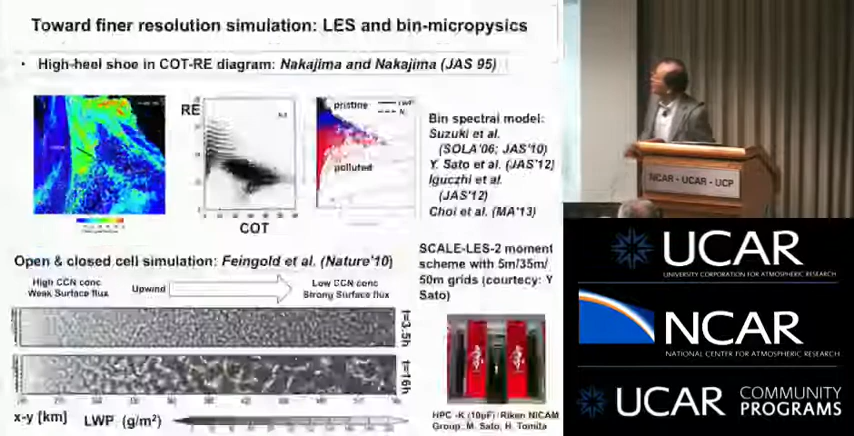 Toward finer resolution simulation: LES and bin-micropysics
• High-heel shoe in COT-RE diagram: Nakajima and Nakajima (JAS 95)
RE
COT
pristine
polluted
Bin spectral model:
Suzuki et al.
(SOLA'06; JAS'10)
Y. Sato et al. (JAS'12)
Iguczhi et al.
(JAS'12)
Choi et al. (MA'13)
Open & closed cell simulation: Feingold et al. (Nature'10)
High CCN conc
Weak Surface flux
Upwind
Low CCN conc
Strong Surface flux
t=3.5h
t=16h
x-y [km]
LWP (g/m²)
SCALE-LES-2 moment
scheme with 5m/35m/
50m grids (courtecy: Y
Sato)
HPC -K (10pF) Riken NICAM
Group: M. Sato, H. Tomita
NCAR - UCAR - UCP
UCAR
UNIVERSITY CORPORATION FOR ATMOSPHERIC RESEARCH
NCAR
NATIONAL CENTER FOR ATMOSPHERIC RESEARCH
UCAR COMMUNITY
PROGRAMS